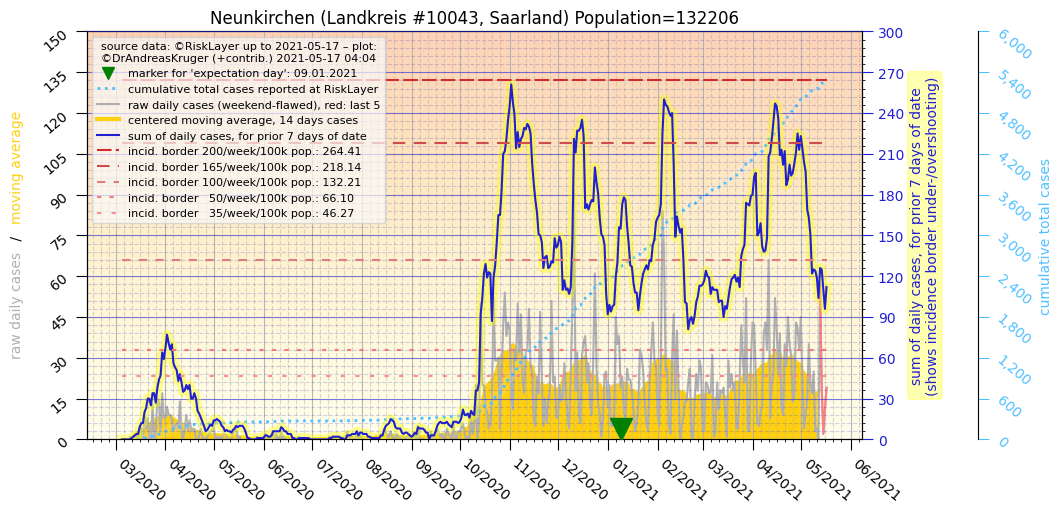 Neunkirchen (Landkreis #10043, Saarland) Population=132206
source data: ©RiskLayer up to 2021-05-17 – plot:
©DrAndreasKruger (+contrib.) 2021-05-17 04:04
marker for 'expectation day': 09.01.2021
cumulative total cases reported at RiskLayer
raw daily cases (weekend-flawed), red: last 5
centered moving average, 14 days cases
sum of daily cases, for prior 7 days of date
incid. border 200/week/100k pop.: 264.41
incid. border 165/week/100k pop.: 218.14
incid. border 100/week/100k pop.: 132.21
incid. border   50/week/100k pop.: 66.10
incid. border   35/week/100k pop.: 46.27
raw daily cases   /   moving average
150
135
120
105
90
75
60
45
30
15
0
03/2020
04/2020
05/2020
06/2020
07/2020
08/2020
09/2020
10/2020
11/2020
12/2020
01/2021
02/2021
03/2021
04/2021
05/2021
06/2021
300
270
240
210
180
150
120
90
60
30
0
sum of daily cases, for prior 7 days of date
(shows incidence border under-/overshooting)
6,000
5,400
4,800
4,200
3,600
3,000
2,400
1,800
1,200
600
0
cumulative total cases